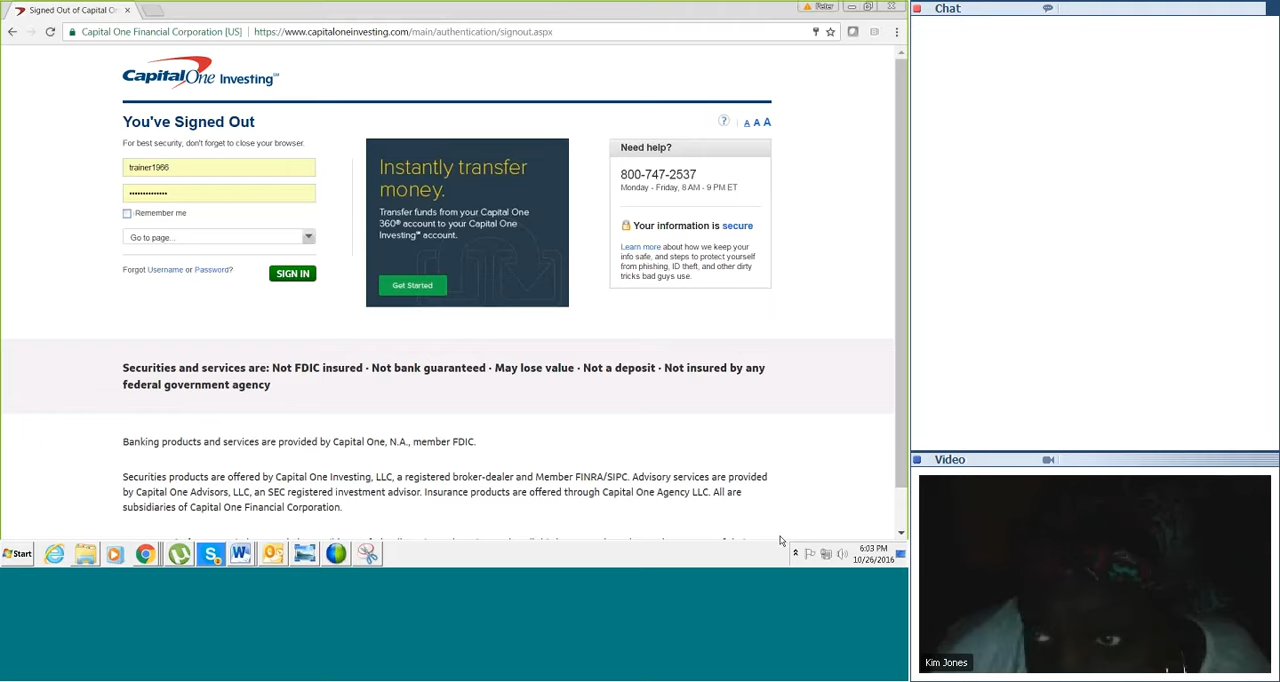 Signed Out of Capital O
Peter
Capital One Financial Corporation [US]
https://www.capitaloneinvesting.com/main/authentication/signout.aspx
CapitalOne Investing℠
You've Signed Out
? A A A
For best security, don't forget to close your browser.
trainer1966
••••••••••••••
Remember me
Go to page...
Forgot Username or Password?
SIGN IN
Instantly transfer
money.
Transfer funds from your Capital One
360® account to your Capital One
Investing℠ account.
Get Started
Need help?
800-747-2537
Monday - Friday, 8 AM - 9 PM ET
Your information is secure
Learn more about how we keep your
info safe, and steps to protect yourself
from phishing, ID theft, and other dirty
tricks bad guys use.
Securities and services are: Not FDIC insured · Not bank guaranteed · May lose value · Not a deposit · Not insured by any
federal government agency
Banking products and services are provided by Capital One, N.A., member FDIC.
Securities products are offered by Capital One Investing, LLC, a registered broker-dealer and Member FINRA/SIPC. Advisory services are provided
by Capital One Advisors, LLC, an SEC registered investment advisor. Insurance products are offered through Capital One Agency LLC. All are
subsidiaries of Capital One Financial Corporation.
Start
6:03 PM
10/26/2016
Chat
Video
Kim Jones